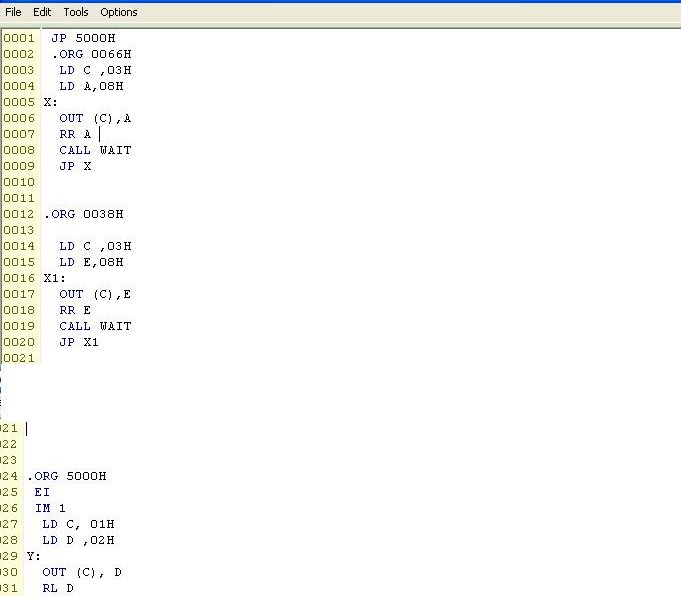 File Edit Tools Options
0001 JP 5000H
0002 .ORG 0066H
0003 LD C ,03H
0004 LD A,08H
0005 X:
0006 OUT (C),A
0007 RR A
0008 CALL WAIT
0009 JP X
0010
0011
0012 .ORG 0038H
0013
0014 LD C ,03H
0015 LD E,08H
0016 X1:
0017 OUT (C),E
0018 RR E
0019 CALL WAIT
0020 JP X1
0021
021
022
023
024 .ORG 5000H
025 EI
026 IM 1
027 LD C, 01H
028 LD D ,02H
029 Y:
030 OUT (C), D
031 RL D